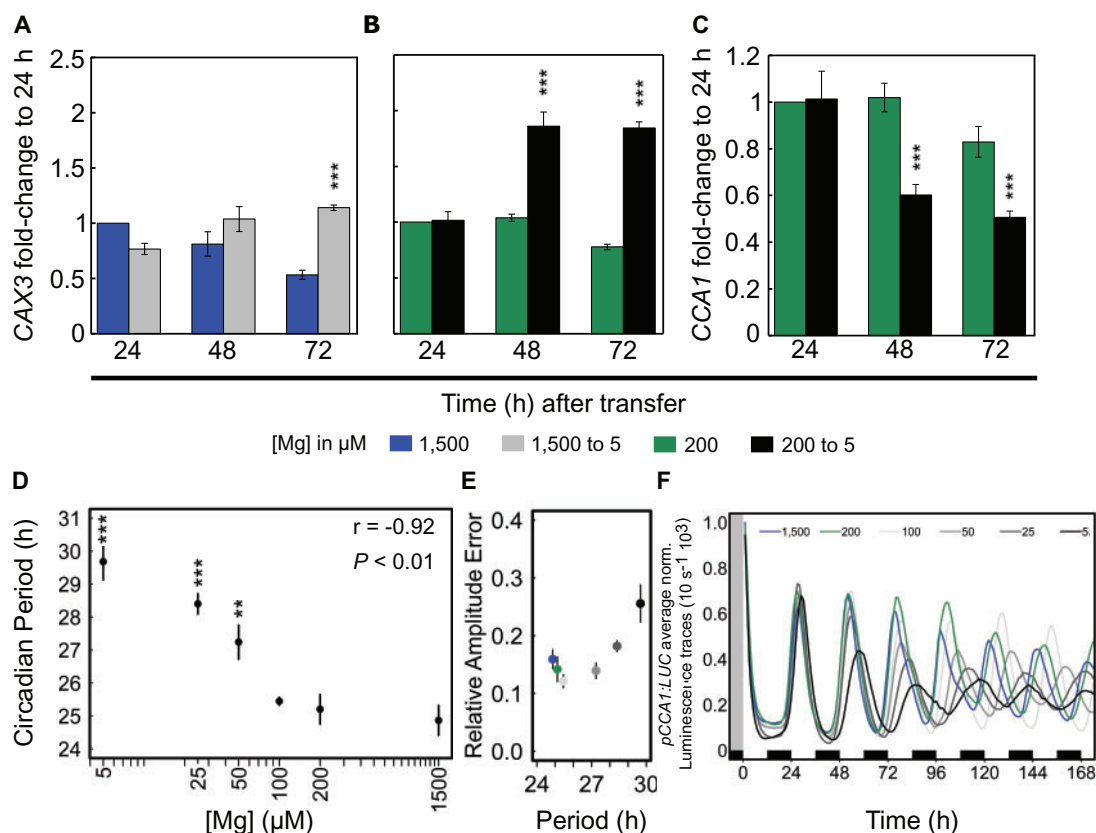 A
B
C
CAX3 fold-change to 24 h
2.5
2
1.5
1
0.5
0
***
***
***
CCA1 fold-change to 24 h
1.2
1
0.8
0.6
0.4
0.2
0
***
***
24 48 72
24 48 72
24 48 72
Time (h) after transfer
[Mg] in µM 1,500 1,500 to 5 200 200 to 5
D
Circadian Period (h)
31
30
29
28
27
26
25
24
***
***
**
r = -0.92
P < 0.01
5 25 50 100 200 1500
[Mg] (µM)
E
Relative Amplitude Error
0.4
0.3
0.2
0.1
0.0
24 27 30
Period (h)
F
pCCA1:LUC average norm.
Luminescence traces (10 s⁻¹ 10³)
1.0
0.8
0.6
0.4
0.2
0
1,500 200 100 50 25 5
0 24 48 72 96 120 144 168
Time (h)